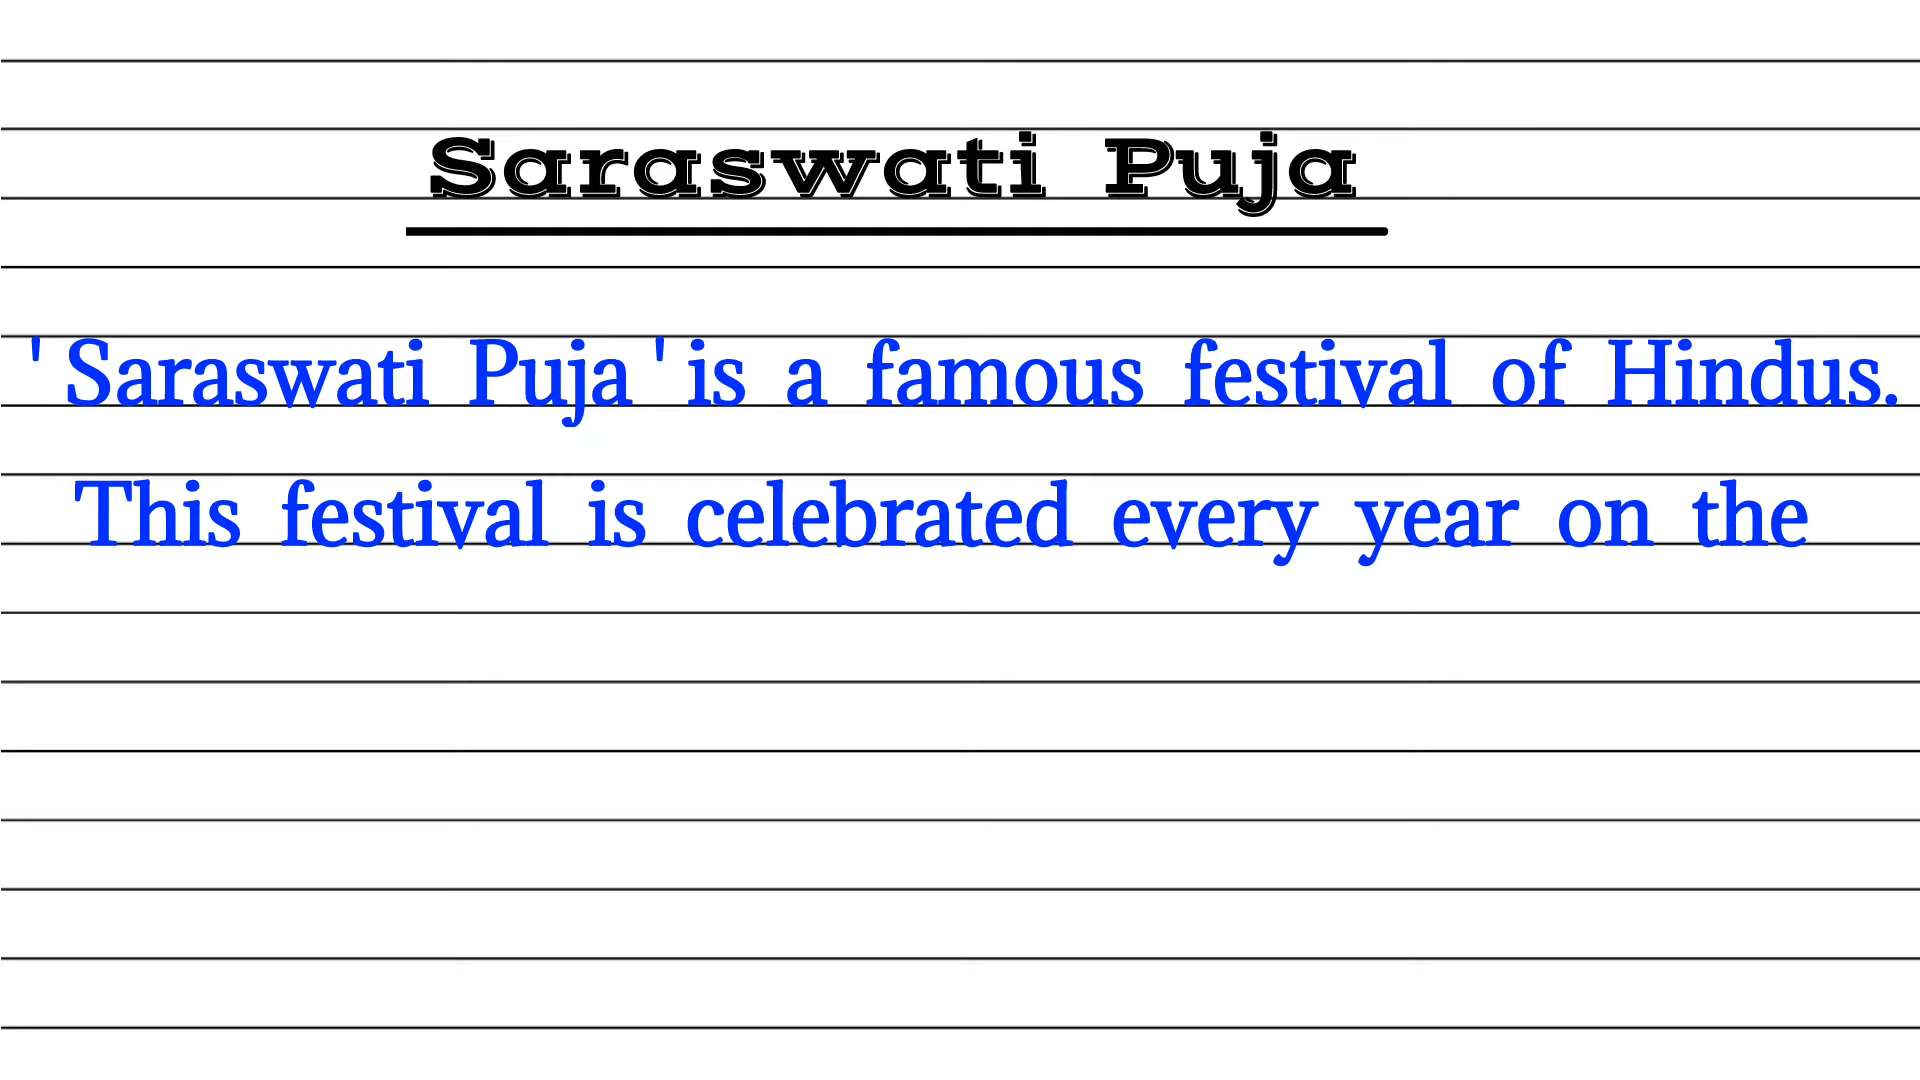 Saraswati Puja
'Saraswati Puja' is a famous festival of Hindus.
This festival is celebrated every year on the